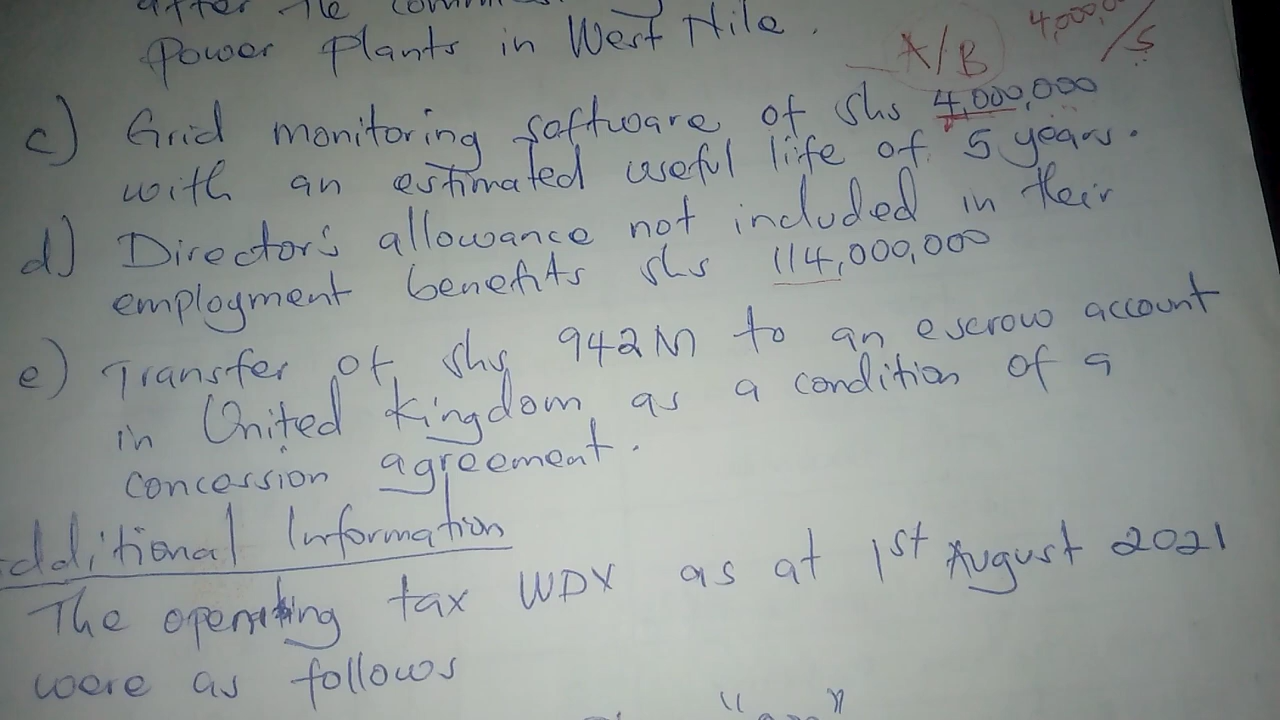 after the
Power Plants in West Nile.
A/B 4,000,0 /5
c) Grid monitoring software of Shs 4,000,000
with an estimated useful life of 5 years.
d) Director's allowance not included in their
employment benefits shs 114,000,000
e) Transfer of shs 942M to an escrow account
in United Kingdom as a condition of a
concession agreement.
dditional Information
The operating tax WDV as at 1st August 2021
were as follows